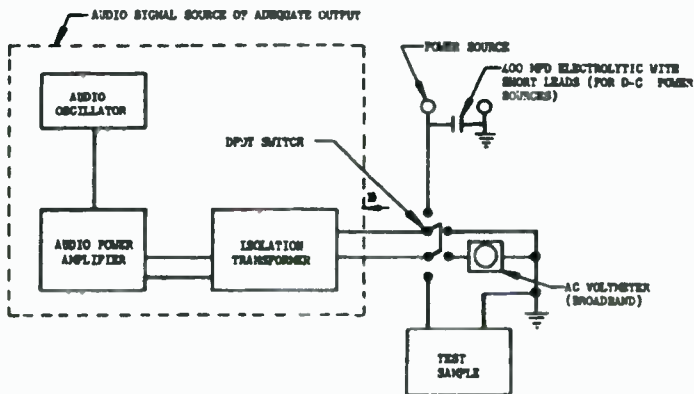 AUDIO SIGNAL SOURCE OF ADEQUATE OUTPUT
POWER SOURCE
400 MFD ELECTROLYTIC WITH
SHORT LEADS (FOR D-C POWER
SOURCES)
AUDIO
OSCILLATOR
DPDT SWITCH
AUDIO POWER
AMPLIFIER
ISOLATION
TRANSFORMER
AC VOLTMETER
(BROADBAND)
TEST
SAMPLE